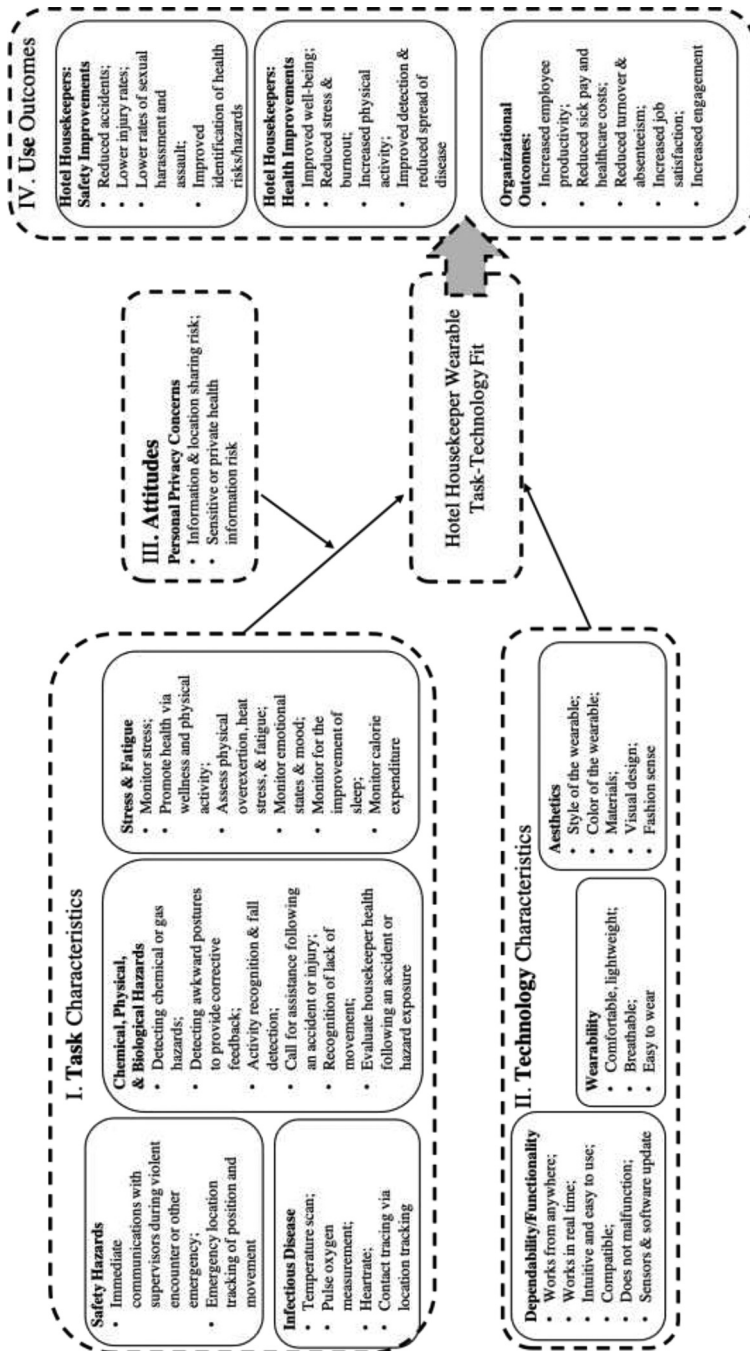 I. Task Characteristics
Safety Hazards
• Immediate
communications with
supervisors during violent
encounter or other
emergency;
• Emergency location
tracking of position and
movement
Infectious Disease
• Temperature scan;
• Pulse oxygen
measurement;
• Heartrate;
• Contact tracing via
location tracking
Chemical, Physical,
& Biological Hazards
• Detecting chemical or gas
hazards;
• Detecting awkward postures
to provide corrective
feedback;
• Activity recognition & fall
detection;
• Call for assistance following
an accident or injury;
• Recognition of lack of
movement;
• Evaluate housekeeper health
following an accident or
hazard exposure
Stress & Fatigue
• Monitor stress;
• Promote health via
wellness and physical
activity;
• Assess physical
overexertion, heat
stress, & fatigue;
• Monitor emotional
states & mood;
• Monitor for the
improvement of
sleep;
• Monitor calorie
expenditure
II. Technology Characteristics
Dependability/Functionality
• Works from anywhere;
• Works in real time;
• Intuitive and easy to use;
• Compatible;
• Does not malfunction;
• Sensors & software update
Wearability
• Comfortable, lightweight;
• Breathable;
• Easy to wear
Aesthetics
• Style of the wearable;
• Color of the wearable;
• Materials;
• Visual design;
• Fashion sense
III. Attitudes
Personal Privacy Concerns
• Information & location sharing risk;
• Sensitive or private health
information risk
Hotel Housekeeper Wearable
Task-Technology Fit
IV. Use Outcomes
Hotel Housekeepers:
Safety Improvements
• Reduced accidents;
• Lower injury rates;
• Lower rates of sexual
harassment and
assault;
• Improved
identification of health
risks/hazards
Hotel Housekeepers:
Health Improvements
• Improved well-being;
• Reduced stress &
burnout;
• Increased physical
activity;
• Improved detection &
reduced spread of
disease
Organizational
Outcomes:
• Increased employee
productivity;
• Reduced sick pay and
healthcare costs;
• Reduced turnover &
absenteeism;
• Increased job
satisfaction;
• Increased engagement